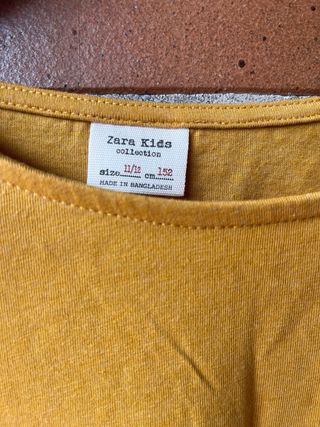 Zara Kids
collection
size 11/12 cm 152
MADE IN BANGLADESH